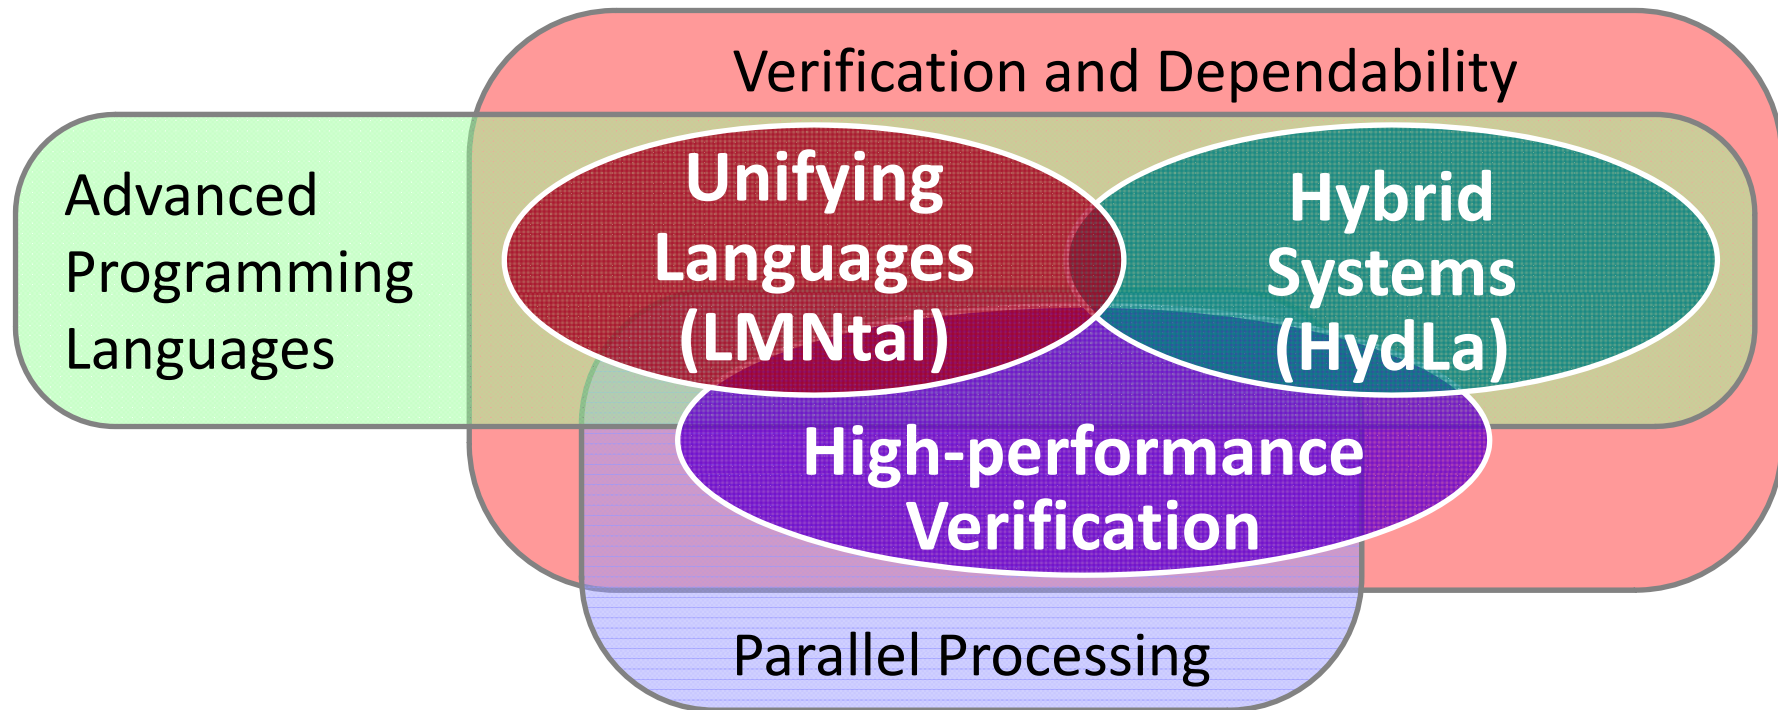 Verification and Dependability
Advanced
Programming
Languages
Unifying
Languages
(LMNtal)
Hybrid
Systems
(HydLa)
High-performance
Verification
Parallel Processing